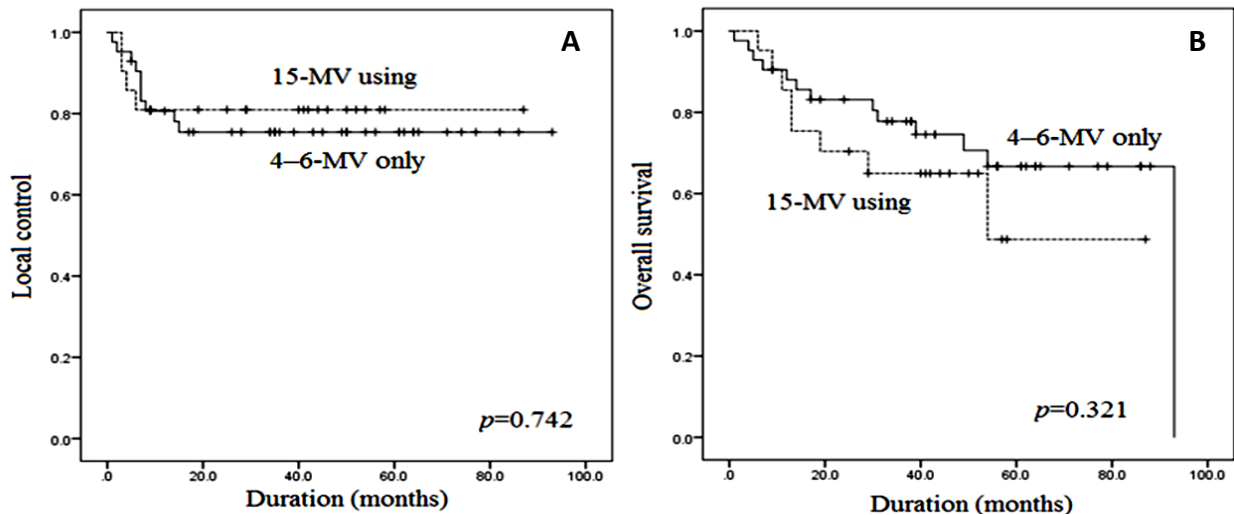 A
1.0
0.8
0.6
0.4
0.2
0.0
Local control
15-MV using
4–6-MV only
p=0.742
.0
20.0
40.0
60.0
80.0
100.0
Duration (months)
B
1.0
0.8
0.6
0.4
0.2
0.0
Overall survival
4–6-MV only
15-MV using
p=0.321
.0
20.0
40.0
60.0
80.0
100.0
Duration (months)